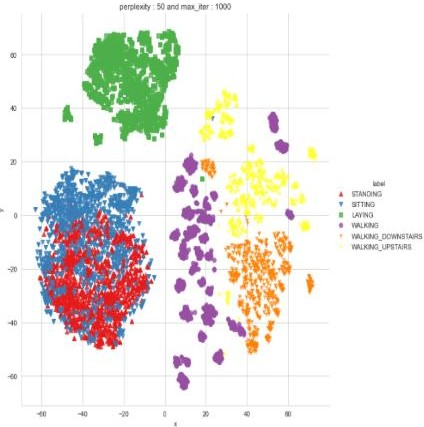 perplexity : 50 and max_iter : 1000
60
40
20
0
−20
−40
−60
y
−60 −40 −20 0 20 40 60
x
label
STANDING
SITTING
LAYING
WALKING
WALKING_DOWNSTAIRS
WALKING_UPSTAIRS